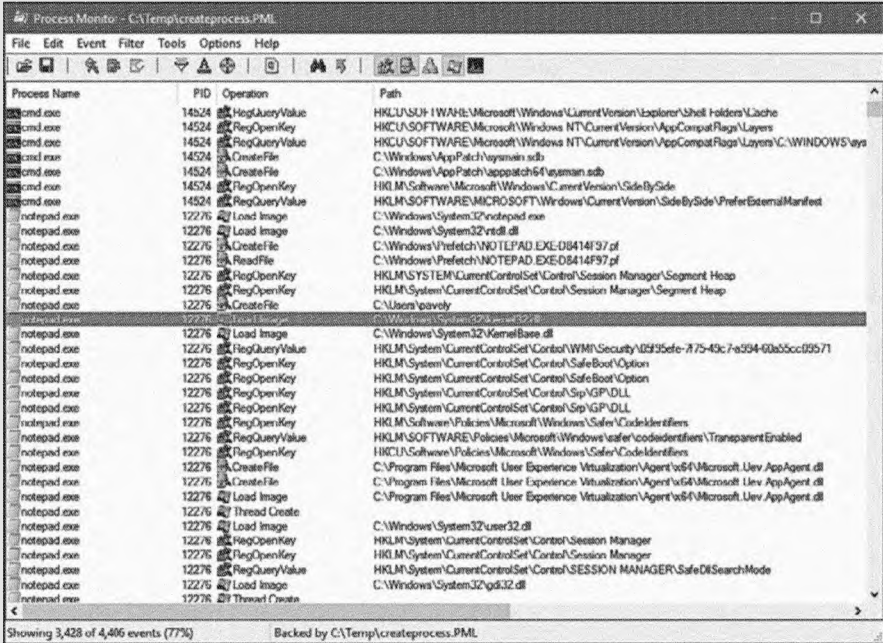 Process Monitor - C:\Temp\createprocess.PML
File Edit Event Filter Tools Options Help
Process Name PID Operation Path
cmd.exe 14524 RegQueryValue HKCU\SOFTWARE\Microsoft\Windows\CurrentVersion\Explorer\Shell Folders\Cache
cmd.exe 14524 RegOpenKey HKCU\SOFTWARE\Microsoft\Windows NT\CurrentVersion\AppCompatFlags\Layers
cmd.exe 14524 RegQueryValue HKCU\SOFTWARE\Microsoft\Windows NT\CurrentVersion\AppCompatFlags\Layers\C:\WINDOWS\sys
cmd.exe 14524 CreateFile C:\Windows\AppPatch\sysmain.sdb
cmd.exe 14524 CreateFile C:\Windows\AppPatch\apppatch64\sysmain.sdb
cmd.exe 14524 RegOpenKey HKLM\Software\Microsoft\Windows\CurrentVersion\SideBySide
cmd.exe 14524 RegQueryValue HKLM\SOFTWARE\MICROSOFT\Windows\CurrentVersion\SideBySide\PreferExternalManifest
notepad.exe 12276 Load Image C:\Windows\System32\notepad.exe
notepad.exe 12276 Load Image C:\Windows\System32\ntdll.dll
notepad.exe 12276 CreateFile C:\Windows\Prefetch\NOTEPAD.EXE-D8414F97.pf
notepad.exe 12276 ReadFile C:\Windows\Prefetch\NOTEPAD.EXE-D8414F97.pf
notepad.exe 12276 RegOpenKey HKLM\SYSTEM\CurrentControlSet\Control\Session Manager\Segment Heap
notepad.exe 12276 RegOpenKey HKLM\System\CurrentControlSet\Control\Session Manager\Segment Heap
notepad.exe 12276 CreateFile C:\Users\pavely
notepad.exe 12276 Load Image C:\Windows\System32\kernel32.dll
notepad.exe 12276 Load Image C:\Windows\System32\KernelBase.dll
notepad.exe 12276 RegQueryValue HKLM\System\CurrentControlSet\Control\WMI\Security\05f95efe-7f75-49c7-a994-60a55cc09571
notepad.exe 12276 RegOpenKey HKLM\System\CurrentControlSet\Control\SafeBoot\Option
notepad.exe 12276 RegOpenKey HKLM\System\CurrentControlSet\Control\SafeBoot\Option
notepad.exe 12276 RegOpenKey HKLM\System\CurrentControlSet\Control\Srp\GP\DLL
notepad.exe 12276 RegOpenKey HKLM\System\CurrentControlSet\Control\Srp\GP\DLL
notepad.exe 12276 RegOpenKey HKLM\Software\Policies\Microsoft\Windows\Safer\CodeIdentifiers
notepad.exe 12276 RegQueryValue HKLM\SOFTWARE\Policies\Microsoft\Windows\safer\codeidentifiers\TransparentEnabled
notepad.exe 12276 RegOpenKey HKCU\Software\Policies\Microsoft\Windows\Safer\CodeIdentifiers
notepad.exe 12276 CreateFile C:\Program Files\Microsoft User Experience Virtualization\Agent\x64\Microsoft.Uev.AppAgent.dll
notepad.exe 12276 CreateFile C:\Program Files\Microsoft User Experience Virtualization\Agent\x64\Microsoft.Uev.AppAgent.dll
notepad.exe 12276 Load Image C:\Program Files\Microsoft User Experience Virtualization\Agent\x64\Microsoft.Uev.AppAgent.dll
notepad.exe 12276 Thread Create
notepad.exe 12276 Load Image C:\Windows\System32\user32.dll
notepad.exe 12276 RegOpenKey HKLM\System\CurrentControlSet\Control\Session Manager
notepad.exe 12276 RegOpenKey HKLM\System\CurrentControlSet\Control\Session Manager
notepad.exe 12276 RegQueryValue HKLM\System\CurrentControlSet\Control\SESSION MANAGER\SafeDllSearchMode
notepad.exe 12276 Load Image C:\Windows\System32\gdi32.dll
notepad.exe 12276 Thread Create
Showing 3,428 of 4,406 events (77%) Backed by C:\Temp\createprocess.PML